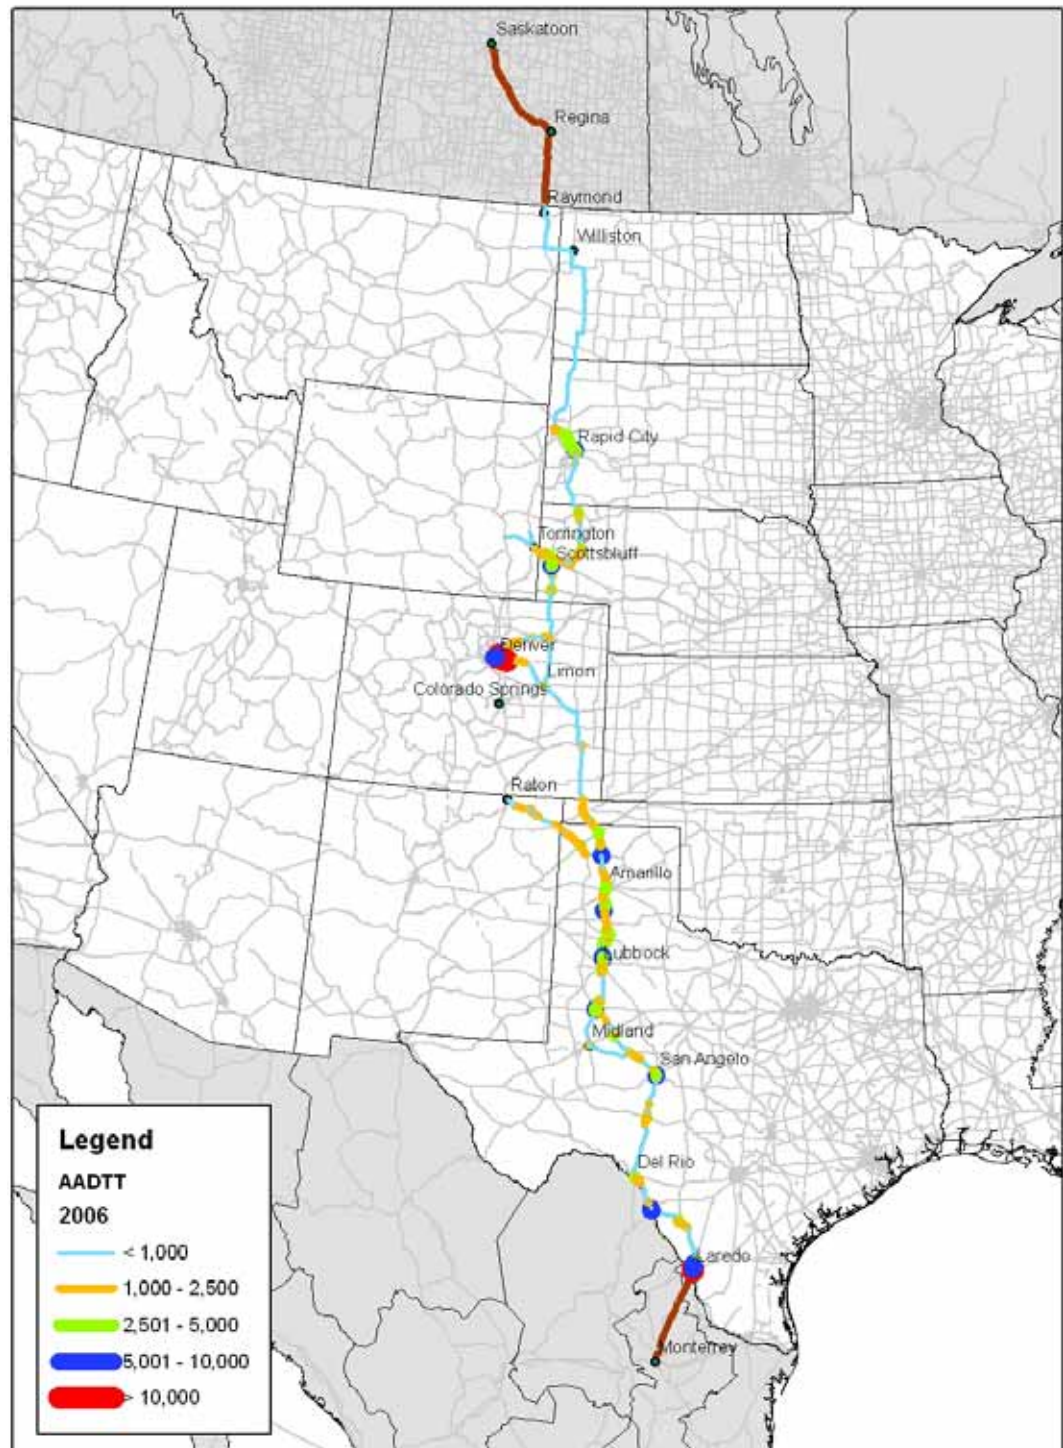 Saskatoon
Regina
Raymond
Williston
Rapid City
Torrington
Scottsbluff
Denver
Limon
Colorado Springs
Raton
Amarillo
Lubbock
Midland
San Angelo
Del Rio
Laredo
Monterrey
Legend
AADTT
2006
< 1,000
1,000 - 2,500
2,501 - 5,000
5,001 - 10,000
> 10,000